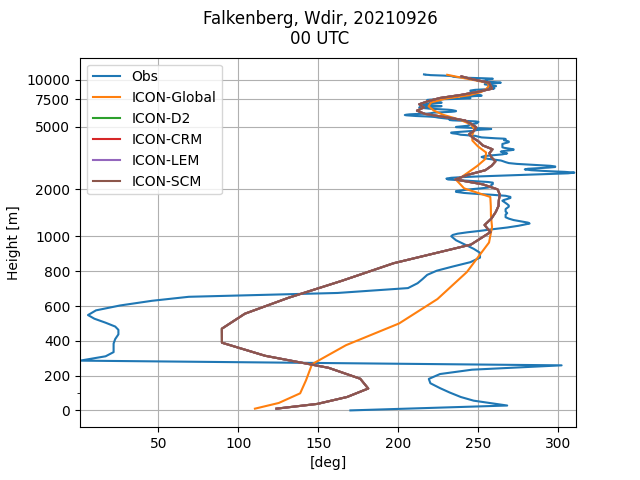 Falkenberg, Wdir, 20210926
00 UTC
Obs
ICON-Global
ICON-D2
ICON-CRM
ICON-LEM
ICON-SCM
Height [m]
10000
7500
5000
2000
1000
800
600
400
200
0
50
100
150
200
250
300
[deg]